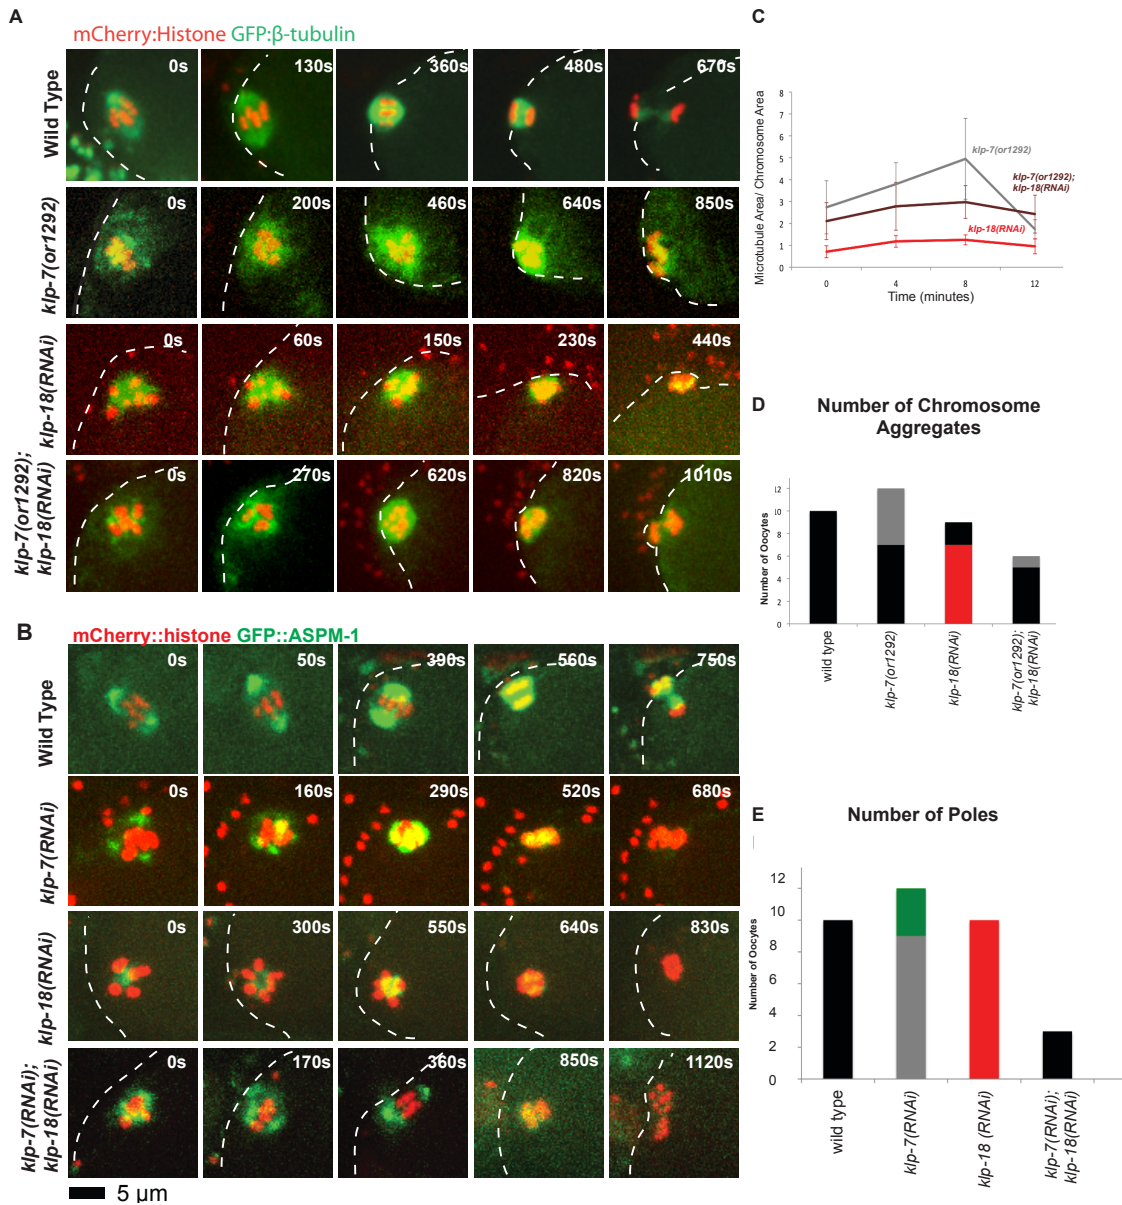 A
mCherry:Histone GFP:β-tubulin
Wild Type
0s
130s
360s
480s
670s
klp-7(or1292)
0s
200s
460s
640s
850s
klp-18(RNAi)
0s
60s
150s
230s
440s
klp-7(or1292);
klp-18(RNAi)
0s
270s
620s
820s
1010s
B
mCherry::histone GFP::ASPM-1
Wild Type
0s
50s
390s
560s
750s
klp-7(RNAi)
0s
160s
290s
520s
680s
klp-18(RNAi)
0s
300s
550s
640s
830s
klp-7(RNAi);
klp-18(RNAi)
0s
170s
360s
850s
1120s
5 µm
C
Microtubule Area/ Chromosome Area
8
7
6
5
4
3
2
1
0
klp-7(or1292)
klp-7(or1292);
klp-18(RNAi)
klp-18(RNAi)
0
4
8
12
Time (minutes)
D
Number of Chromosome
Aggregates
Number of Oocytes
12
10
8
6
4
2
0
wild type
klp-7(or1292)
klp-18(RNAi)
klp-7(or1292);
klp-18(RNAi)
E
Number of Poles
Number of Oocytes
12
10
8
6
4
2
0
wild type
klp-7(RNAi)
klp-18 (RNAi)
klp-7(RNAi);
klp-18(RNAi)